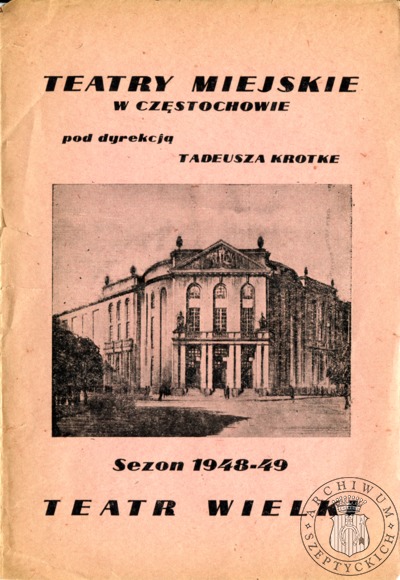 TEATRY MIEJSKIE
W CZĘSTOCHOWIE
pod dyrekcją
TADEUSZA KROTKE
Sezon 1948-49
TEATR WIELKI
ARCHIWUM
SZEPTYCKICH